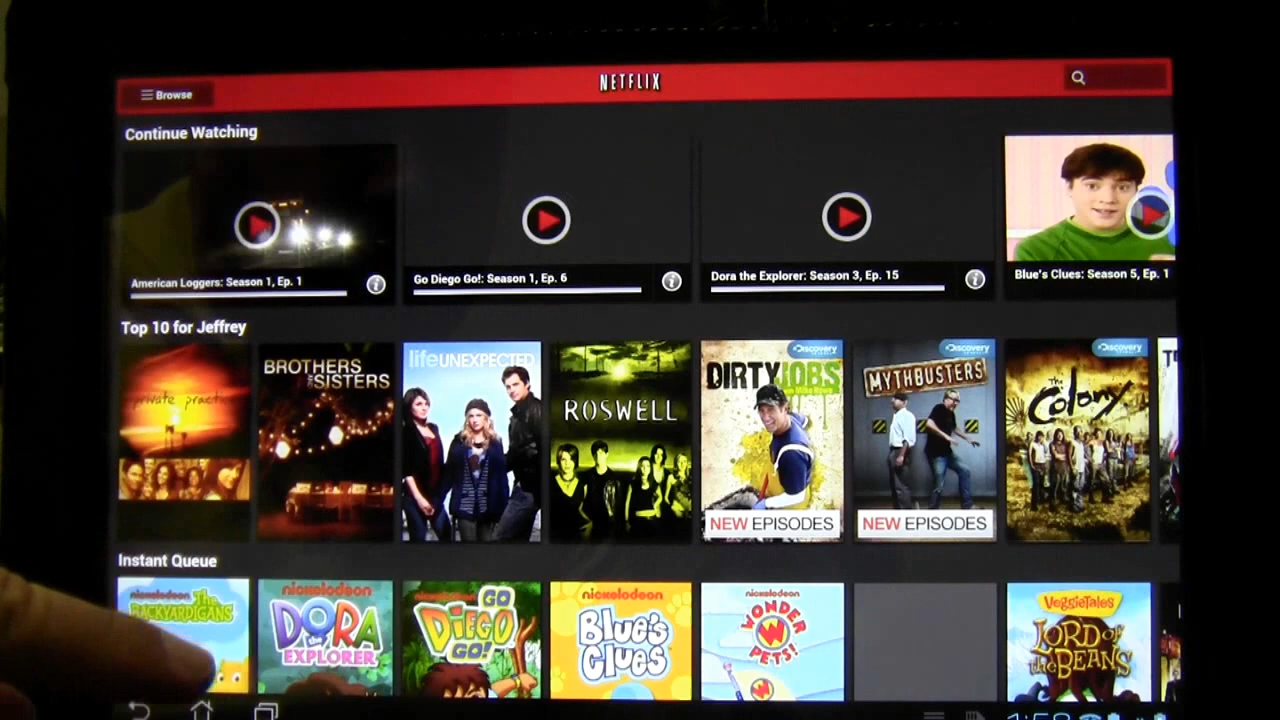 Browse
NETFLIX
Continue Watching
American Loggers: Season 1, Ep. 1
Go Diego Go!: Season 1, Ep. 6
Dora the Explorer: Season 3, Ep. 15
Blue's Clues: Season 5, Ep. 1
Top 10 for Jeffrey
private practice
BROTHERS
AND SISTERS
life UNEXPECTED
ROSWELL
Discovery
DIRTY JOBS
NEW EPISODES
Discovery
MYTHBUSTERS
NEW EPISODES
Discovery
The Colony
Instant Queue
nickelodeon The
BACKYARDIGANS
nickelodeon
DORA
the
EXPLORER
nickelodeon
GO
DIEGO
GO!
nickelodeon
Blue's
Clues
nickelodeon
WONDER
W
PETS!
VeggieTales
LORD OF
the BEANS